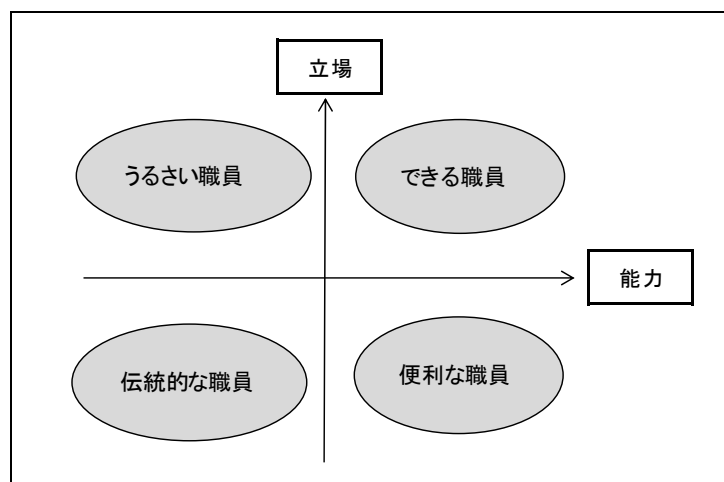 立場
うるさい職員
できる職員
能力
伝統的な職員
便利な職員